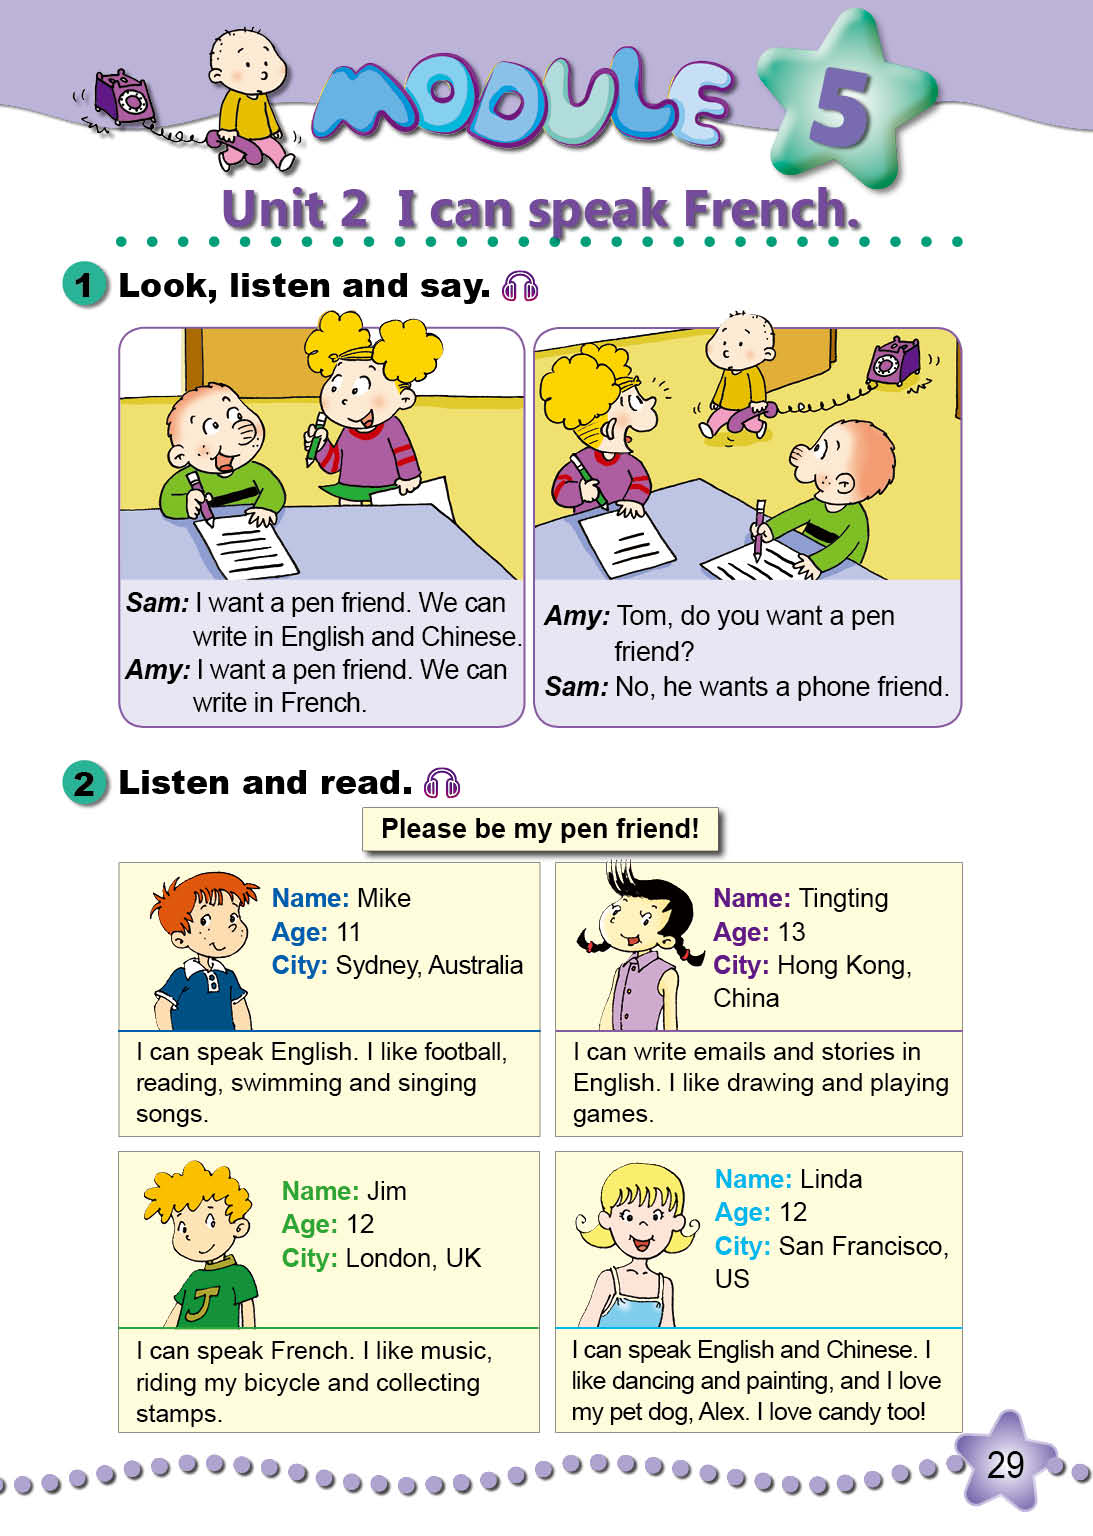 MODULE 5
Unit 2 I can speak French.
1 Look, listen and say.
Sam: I want a pen friend. We can
write in English and Chinese.
Amy: I want a pen friend. We can
write in French.
Amy: Tom, do you want a pen
friend?
Sam: No, he wants a phone friend.
2 Listen and read.
Please be my pen friend!
Name: Mike
Age: 11
City: Sydney, Australia
I can speak English. I like football,
reading, swimming and singing
songs.
Name: Tingting
Age: 13
City: Hong Kong,
China
I can write emails and stories in
English. I like drawing and playing
games.
Name: Jim
Age: 12
City: London, UK
J
I can speak French. I like music,
riding my bicycle and collecting
stamps.
Name: Linda
Age: 12
City: San Francisco,
US
I can speak English and Chinese. I
like dancing and painting, and I love
my pet dog, Alex. I love candy too!
29